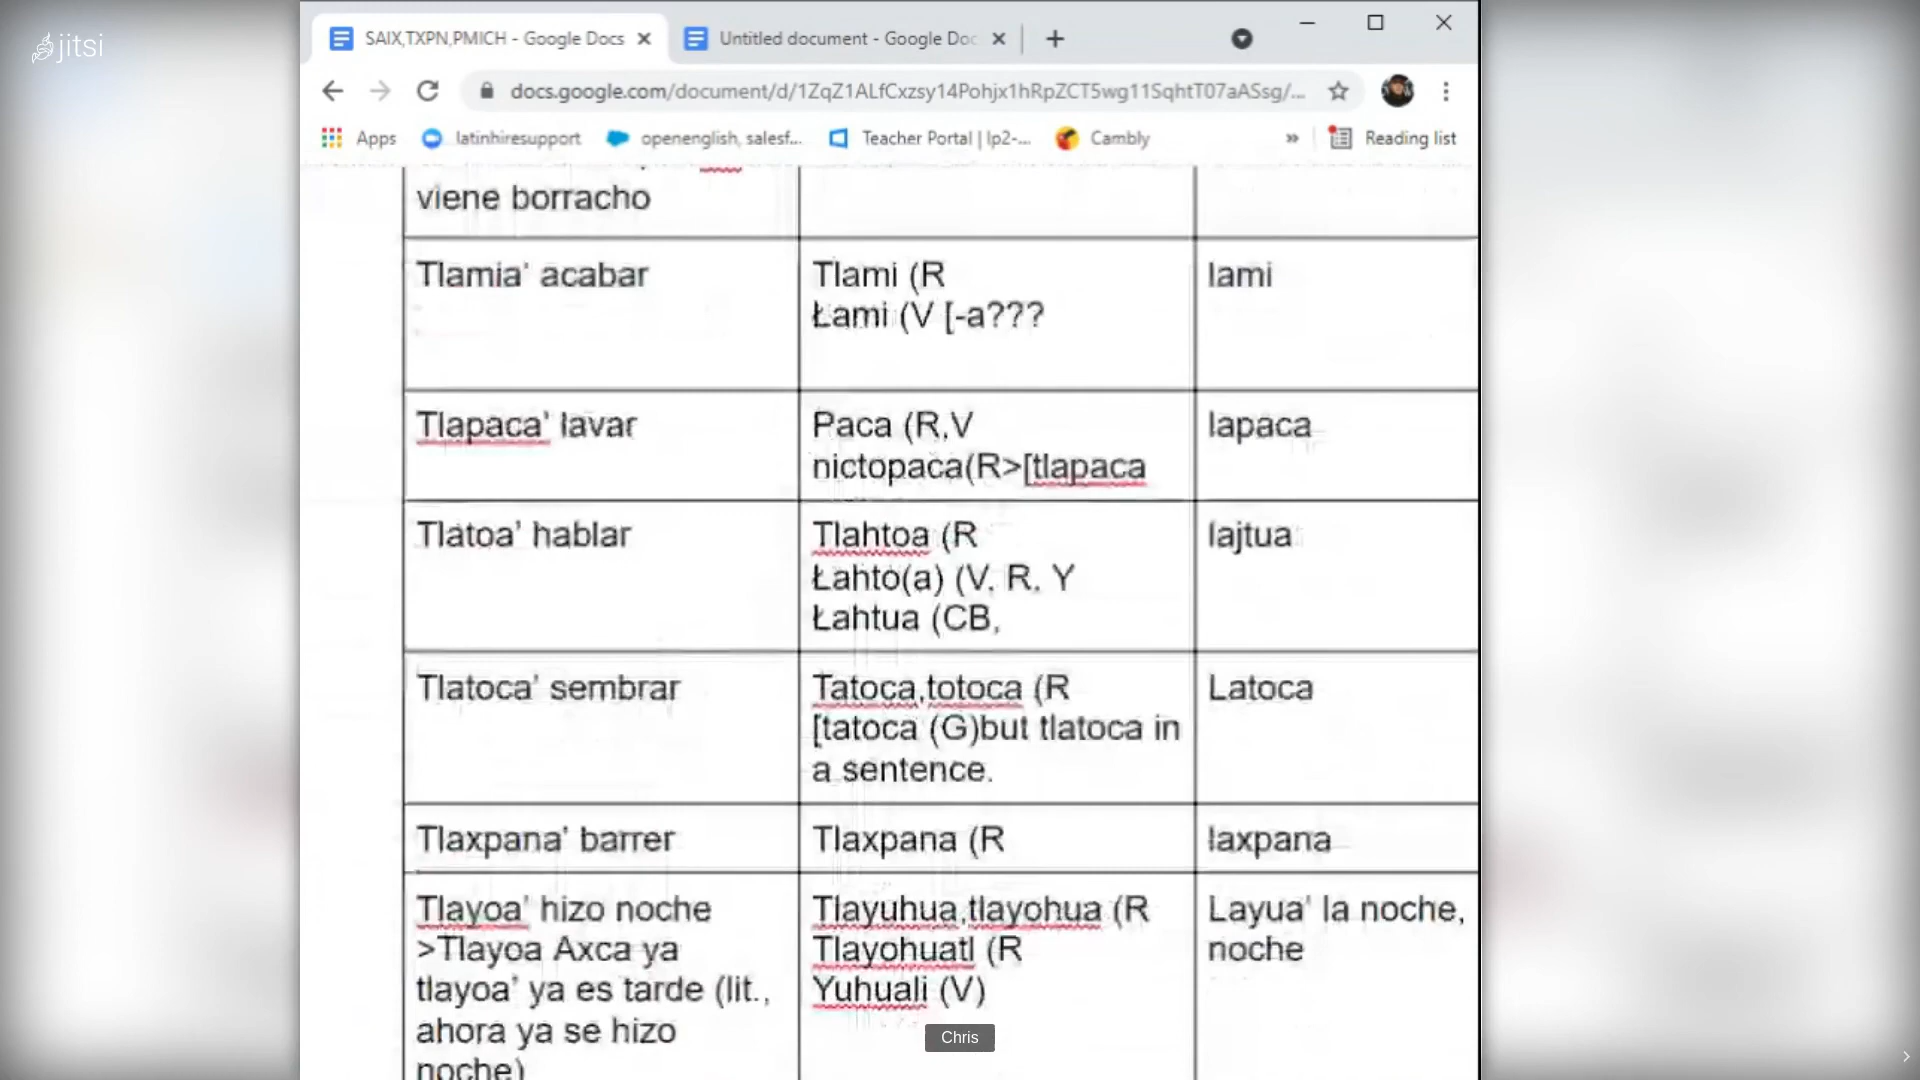 jitsi
SAIX,TXPN,PMICH - Google Docs
Untitled document - Google Doc
docs.google.com/document/d/1ZqZ1ALfCxzsy14Pohjx1hRpZCT5wg11SqhtT07aASsg/...
Apps
latinhiresupport
openenglish, salesf...
Teacher Portal | lp2-...
Cambly
»
Reading list
viene borracho
Tlamia' acabar
Tlami (R
Łami (V [-a???
lami
Tlapaca' lavar
Paca (R,V
nictopaca(R>[tlapaca
lapaca
Tlatoa' hablar
Tlahtoa (R
Łahto(a) (V. R. Y
Łahtua (CB,
lajtua
Tlatoca' sembrar
Tatoca,totoca (R
[tatoca (G)but tlatoca in
a sentence.
Latoca
Tlaxpana' barrer
Tlaxpana (R
laxpana
Tlayoa' hizo noche
>Tlayoa Axca ya
tlayoa' ya es tarde (lit.,
ahora ya se hizo
noche)
Tlayuhua,tlayohua (R
Tlayohuatl (R
Yuhuali (V)
Layua' la noche,
noche
Chris